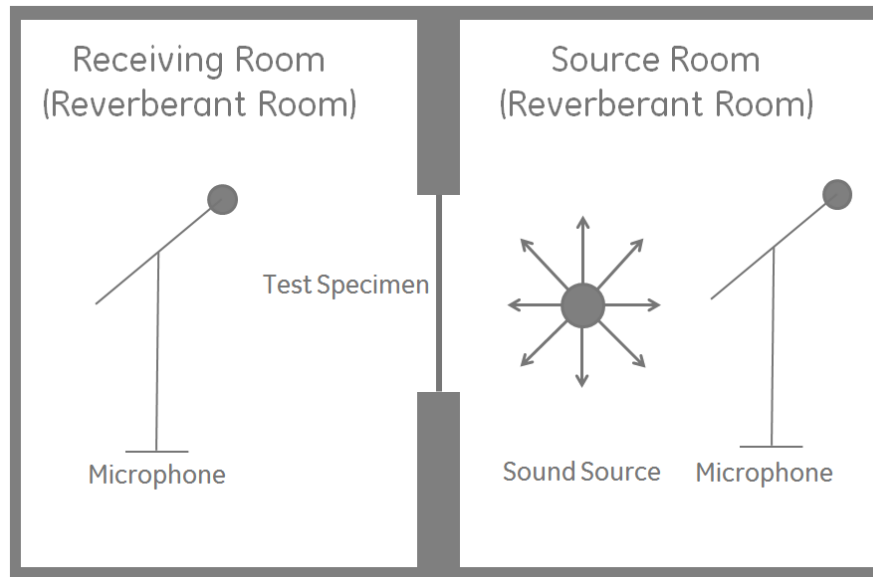 Receiving Room
(Reverberant Room)
Source Room
(Reverberant Room)
Test Specimen
Microphone
Sound Source
Microphone